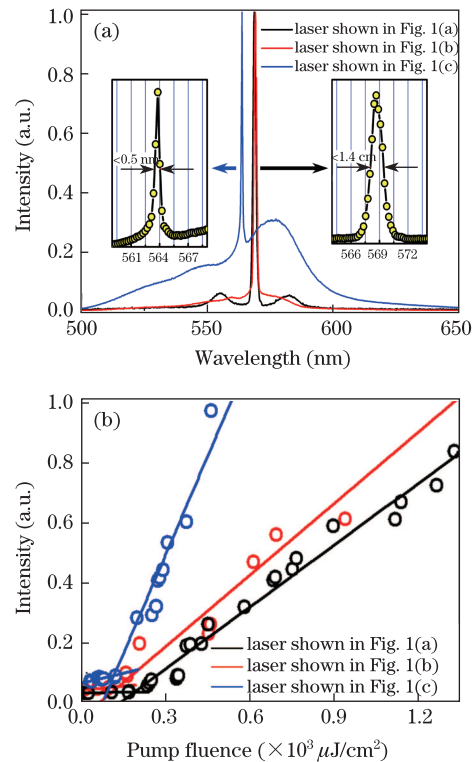 (a)
laser shown in Fig. 1(a)
laser shown in Fig. 1(b)
laser shown in Fig. 1(c)
1.0
0.8
0.6
0.4
0.2
0.0
Intensity (a.u.)
<0.5 nm
561 564 567
<1.4 cm
566 569 572
500 550 600 650
Wavelength (nm)
(b)
1.0
0.8
0.6
0.4
0.2
0.0
Intensity (a.u.)
laser shown in Fig. 1(a)
laser shown in Fig. 1(b)
laser shown in Fig. 1(c)
0.0 0.3 0.6 0.9 1.2
Pump fluence (×10³ μJ/cm²)